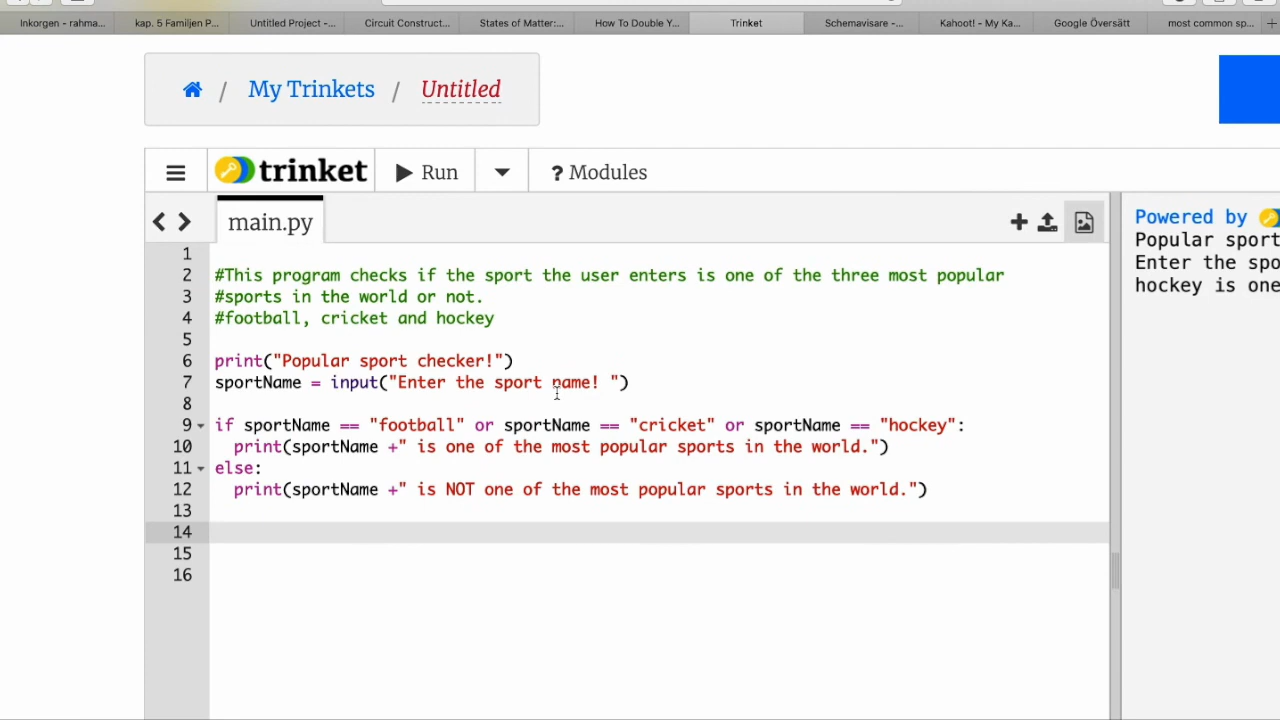 Inkorgen - rahma... kap. 5 Familjen P... Untitled Project -... Circuit Construct... States of Matter:... How To Double Y... Trinket Schemavisare -... Kahoot! - My Ka... Google Översätt most common sp...
/ My Trinkets / Untitled
trinket Run ? Modules
main.py
Powered by
1
2 #This program checks if the sport the user enters is one of the three most popular
3 #sports in the world or not.
4 #football, cricket and hockey
5
6 print("Popular sport checker!")
7 sportName = input("Enter the sport name! ")
8
9 if sportName == "football" or sportName == "cricket" or sportName == "hockey":
10 print(sportName +" is one of the most popular sports in the world.")
11 else:
12 print(sportName +" is NOT one of the most popular sports in the world.")
13
14
15
16
Popular sport
Enter the spo
hockey is one